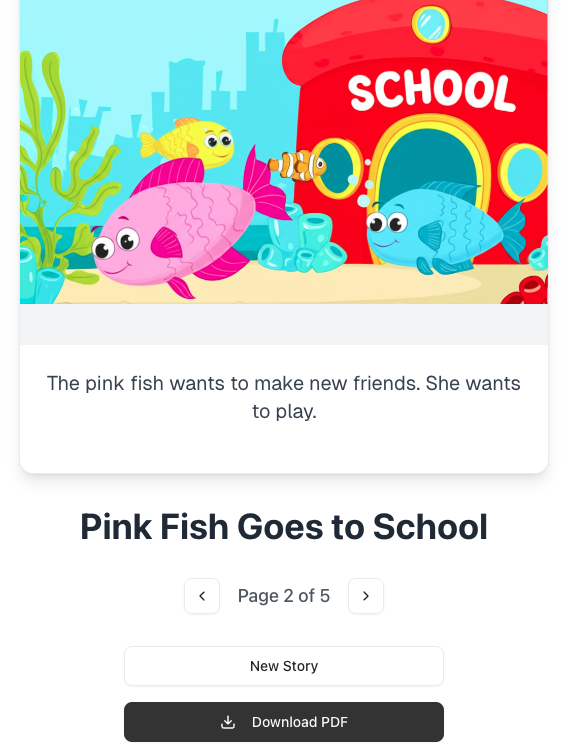 SCHOOL
The pink fish wants to make new friends. She wants
to play.
Pink Fish Goes to School
Page 2 of 5
New Story
Download PDF